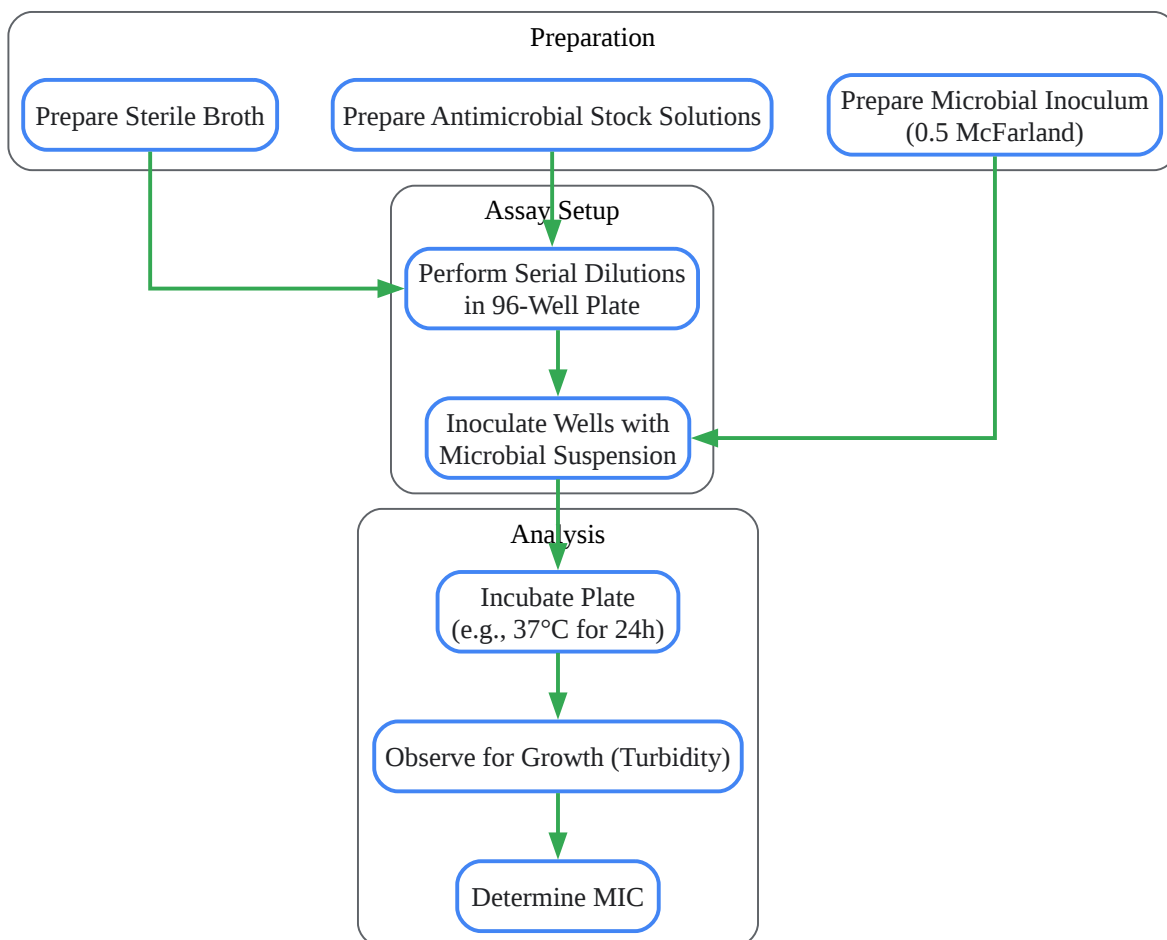 Preparation
Prepare Sterile Broth
Prepare Antimicrobial Stock Solutions
Prepare Microbial Inoculum
(0.5 McFarland)
Assay Setup
Perform Serial Dilutions
in 96-Well Plate
Inoculate Wells with
Microbial Suspension
Analysis
Incubate Plate
(e.g., 37°C for 24h)
Observe for Growth (Turbidity)
Determine MIC